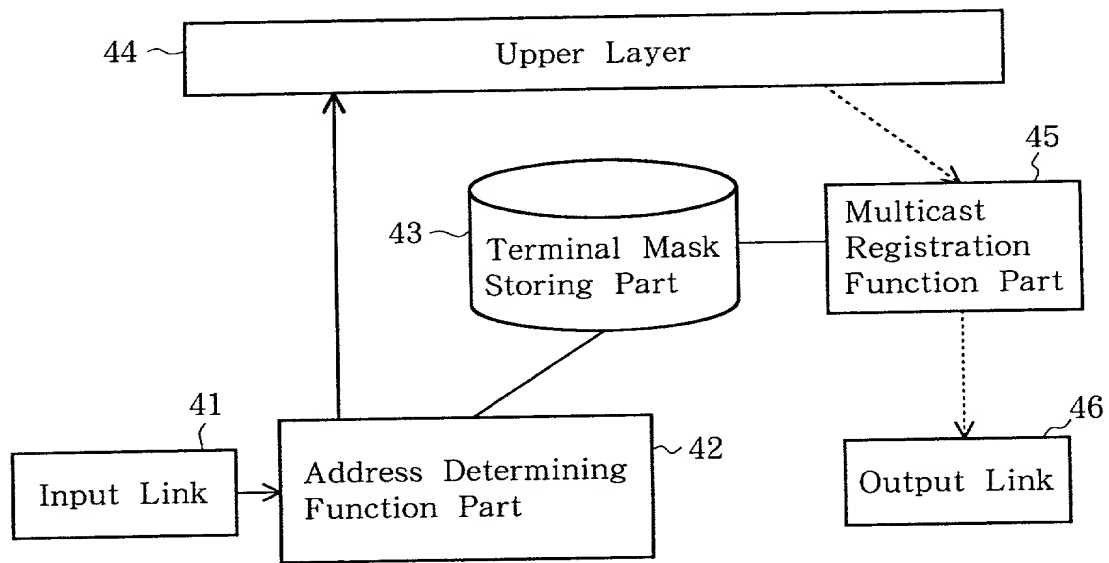 44
Upper Layer
45
Multicast
Registration
Function Part
43
Terminal Mask
Storing Part
41
Input Link
42
Address Determining
Function Part
46
Output Link